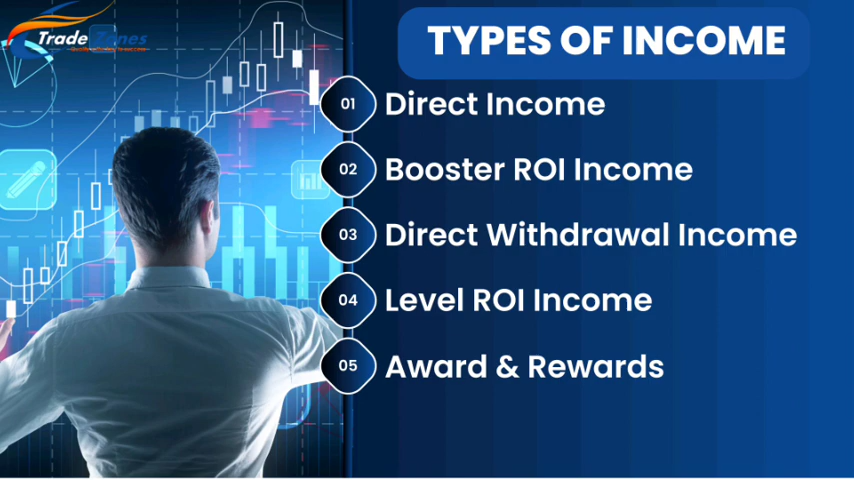 Trade Zones
TYPES OF INCOME
01 Direct Income
02 Booster ROI Income
03 Direct Withdrawal Income
04 Level ROI Income
05 Award & Rewards